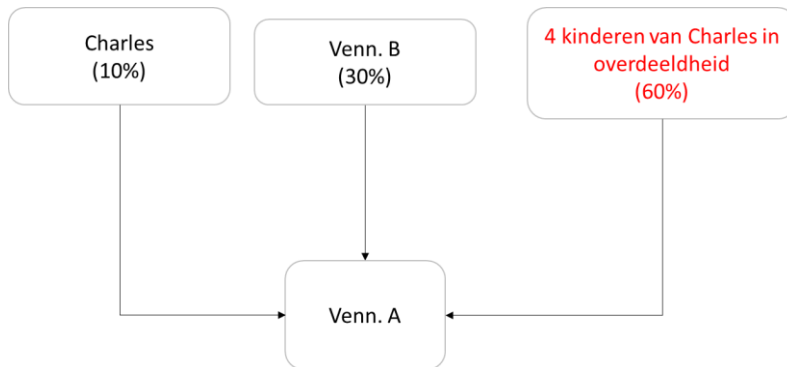 Charles
(10%)
Venn. B
(30%)
4 kinderen van Charles in
overdeeldheid
(60%)
Venn. A